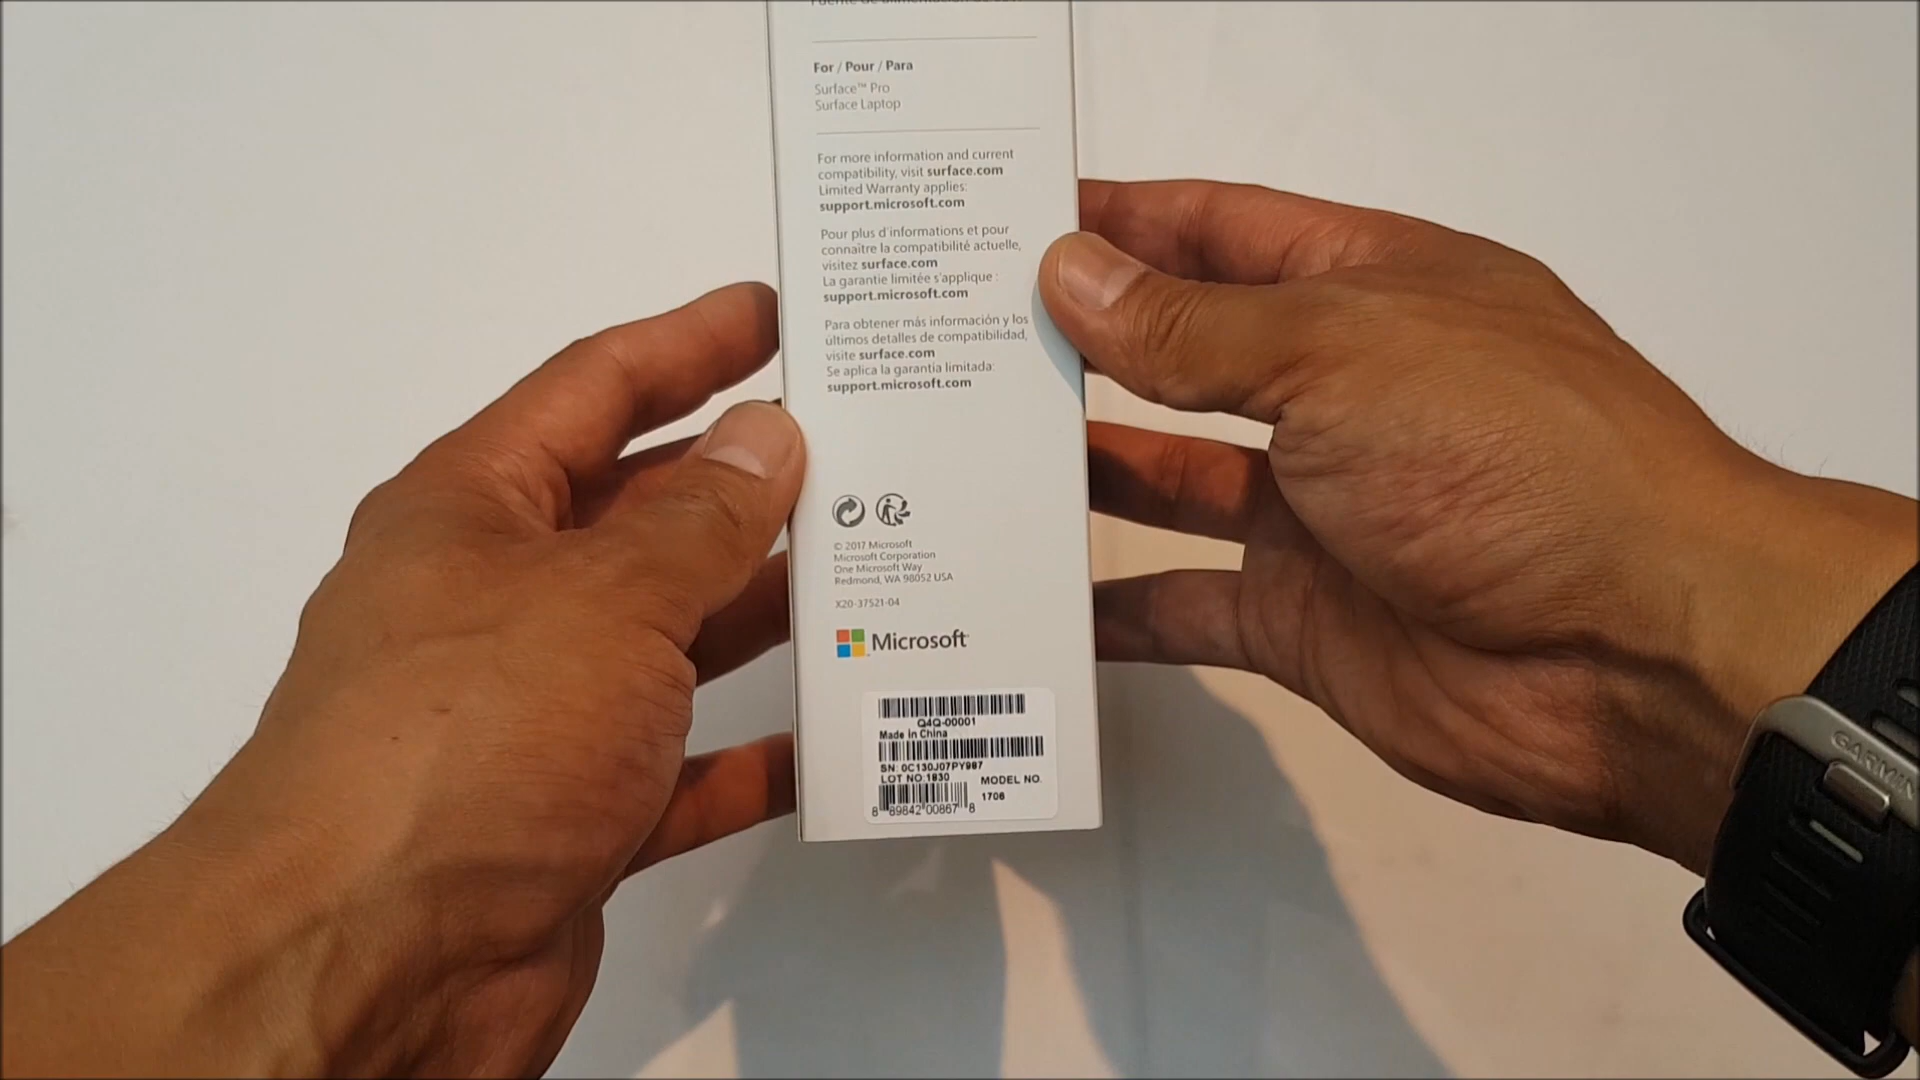 Fuente de alimentación de
For / Pour / Para
Surface™ Pro
Surface Laptop
For more information and current
compatibility, visit surface.com
Limited Warranty applies:
support.microsoft.com
Pour plus d'informations et pour
connaître la compatibilité actuelle,
visitez surface.com
La garantie limitée s'applique :
support.microsoft.com
Para obtener más información y los
últimos detalles de compatibilidad,
visite surface.com
Se aplica la garantía limitada:
support.microsoft.com
© 2017 Microsoft
Microsoft Corporation
One Microsoft Way
Redmond, WA 98052 USA
X20-37521-04
Microsoft
Q4Q-00001
Made in China
SN: 0C130J07PY987
LOT NO:1830
MODEL NO.
1706
8 89842 00867 8
GARMIN